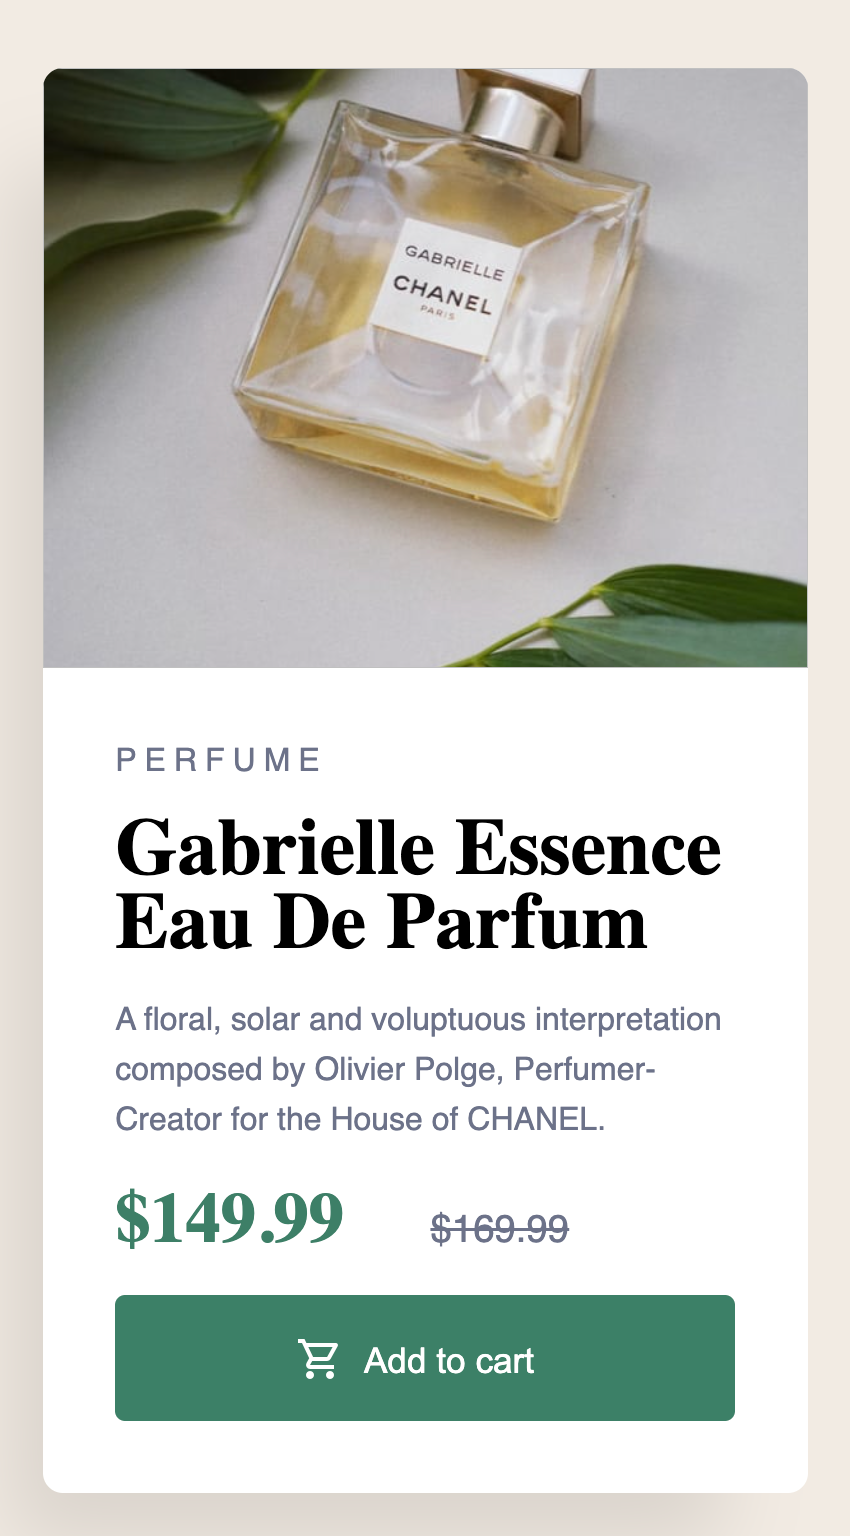 GABRIELLE
CHANEL
PARIS
PERFUME
Gabrielle Essence
Eau De Parfum
A floral, solar and voluptuous interpretation
composed by Olivier Polge, Perfumer-
Creator for the House of CHANEL.
$149.99 $169.99
Add to cart